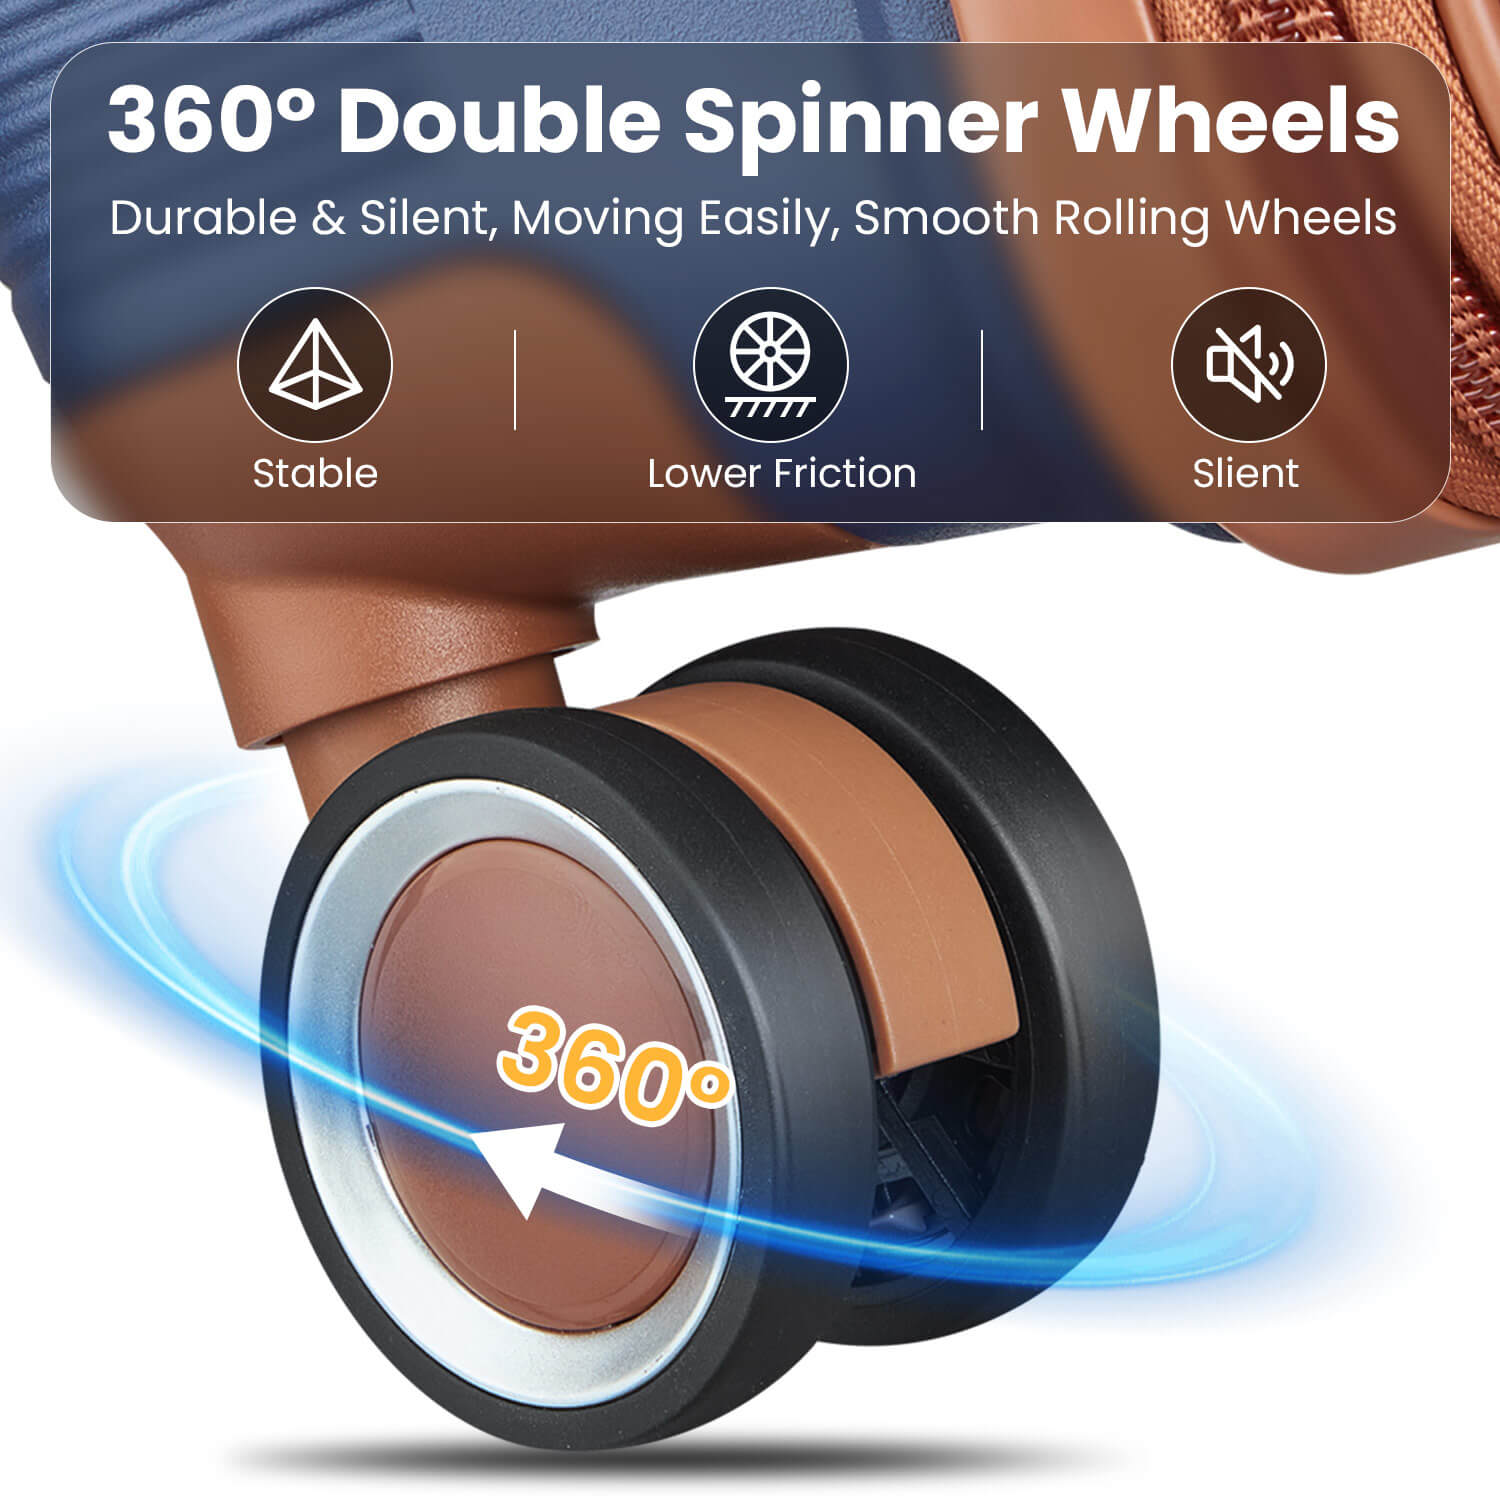 360° Double Spinner Wheels
Durable & Silent, Moving Easily, Smooth Rolling Wheels
Stable
Lower Friction
Slient
360°